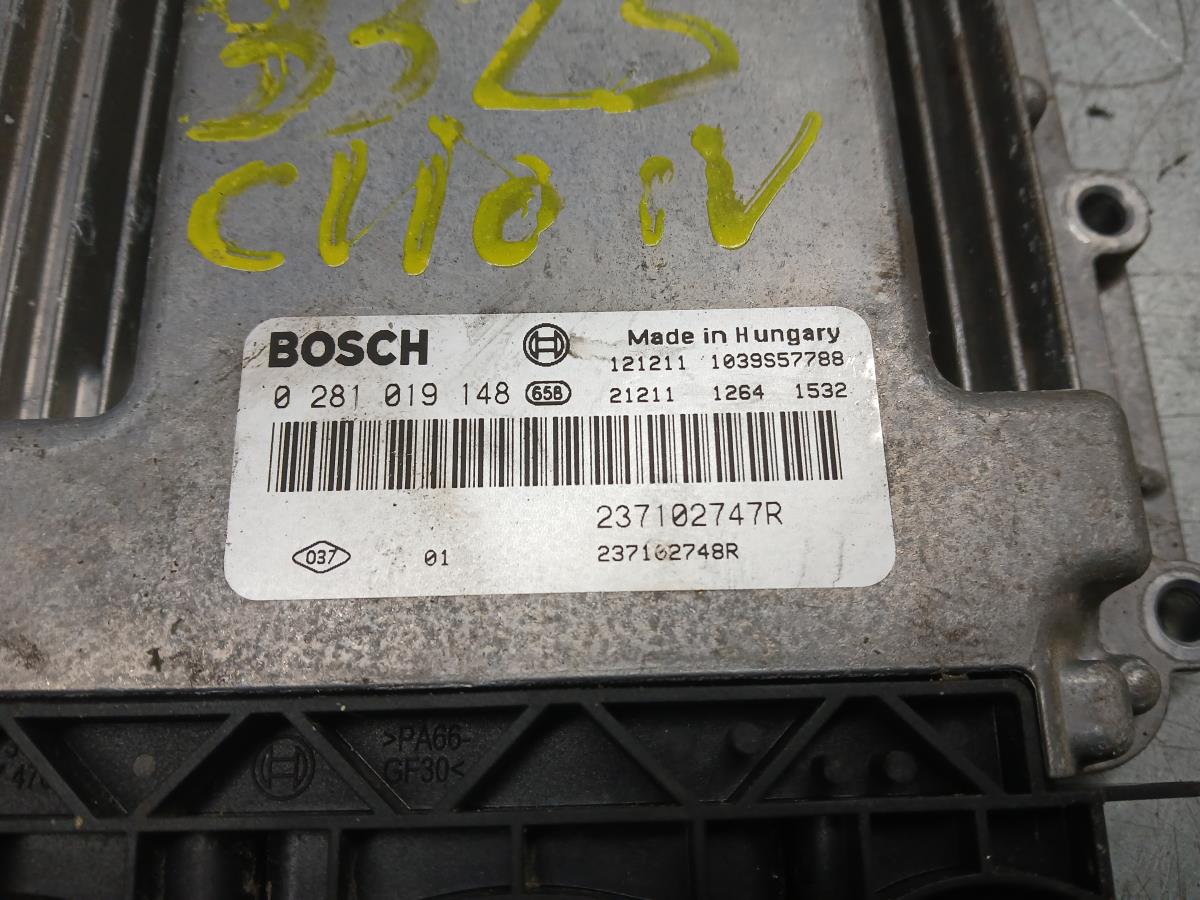 CLIO IV
BOSCH
Made in Hungary
121211 1039S57788
0 281 019 148 65B 21211 1264 1532
237102747R
037 01 237102748R
>PA66-
GF30<